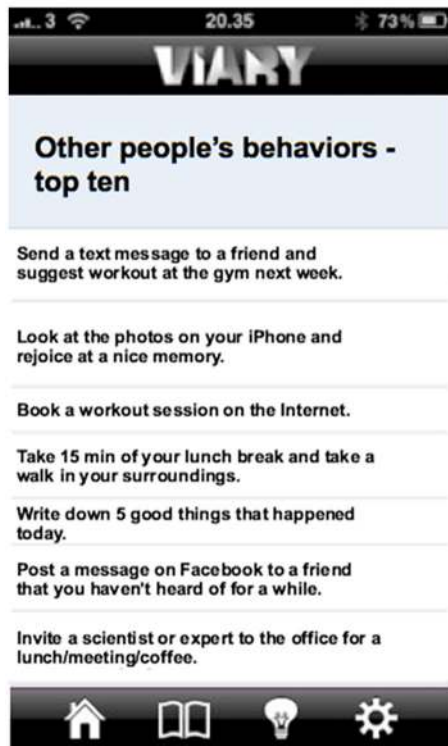 3 20.35 73%
VIARY
Other people's behaviors -
top ten
Send a text message to a friend and
suggest workout at the gym next week.
Look at the photos on your iPhone and
rejoice at a nice memory.
Book a workout session on the Internet.
Take 15 min of your lunch break and take a
walk in your surroundings.
Write down 5 good things that happened
today.
Post a message on Facebook to a friend
that you haven't heard of for a while.
Invite a scientist or expert to the office for a
lunch/meeting/coffee.